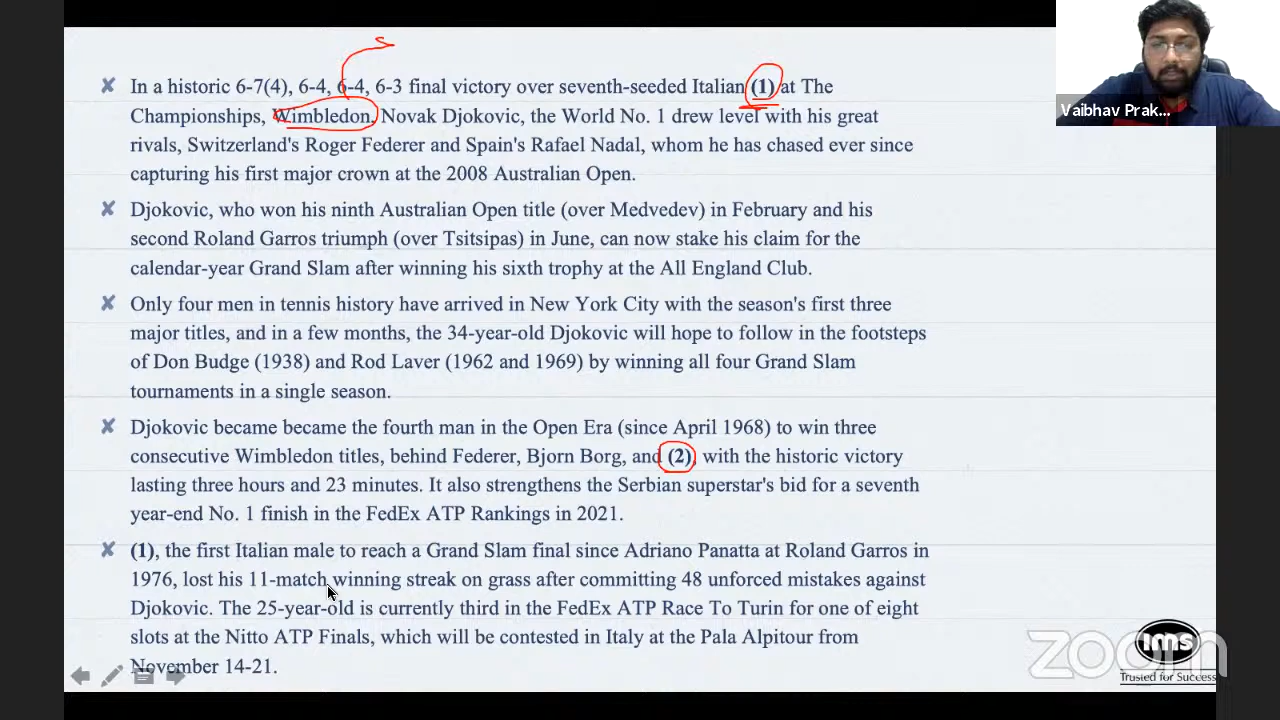 In a historic 6-7(4), 6-4, 6-4, 6-3 final victory over seventh-seeded Italian (1) at The
Championships, Wimbledon, Novak Djokovic, the World No. 1 drew level with his great
rivals, Switzerland's Roger Federer and Spain's Rafael Nadal, whom he has chased ever since
capturing his first major crown at the 2008 Australian Open.
Djokovic, who won his ninth Australian Open title (over Medvedev) in February and his
second Roland Garros triumph (over Tsitsipas) in June, can now stake his claim for the
calendar-year Grand Slam after winning his sixth trophy at the All England Club.
Only four men in tennis history have arrived in New York City with the season's first three
major titles, and in a few months, the 34-year-old Djokovic will hope to follow in the footsteps
of Don Budge (1938) and Rod Laver (1962 and 1969) by winning all four Grand Slam
tournaments in a single season.
Djokovic became became the fourth man in the Open Era (since April 1968) to win three
consecutive Wimbledon titles, behind Federer, Bjorn Borg, and (2), with the historic victory
lasting three hours and 23 minutes. It also strengthens the Serbian superstar's bid for a seventh
year-end No. 1 finish in the FedEx ATP Rankings in 2021.
(1), the first Italian male to reach a Grand Slam final since Adriano Panatta at Roland Garros in
1976, lost his 11-match winning streak on grass after committing 48 unforced mistakes against
Djokovic. The 25-year-old is currently third in the FedEx ATP Race To Turin for one of eight
slots at the Nitto ATP Finals, which will be contested in Italy at the Pala Alpitour from
November 14-21.
Vaibhav Prak...
ims
Trusted for Success
zoom